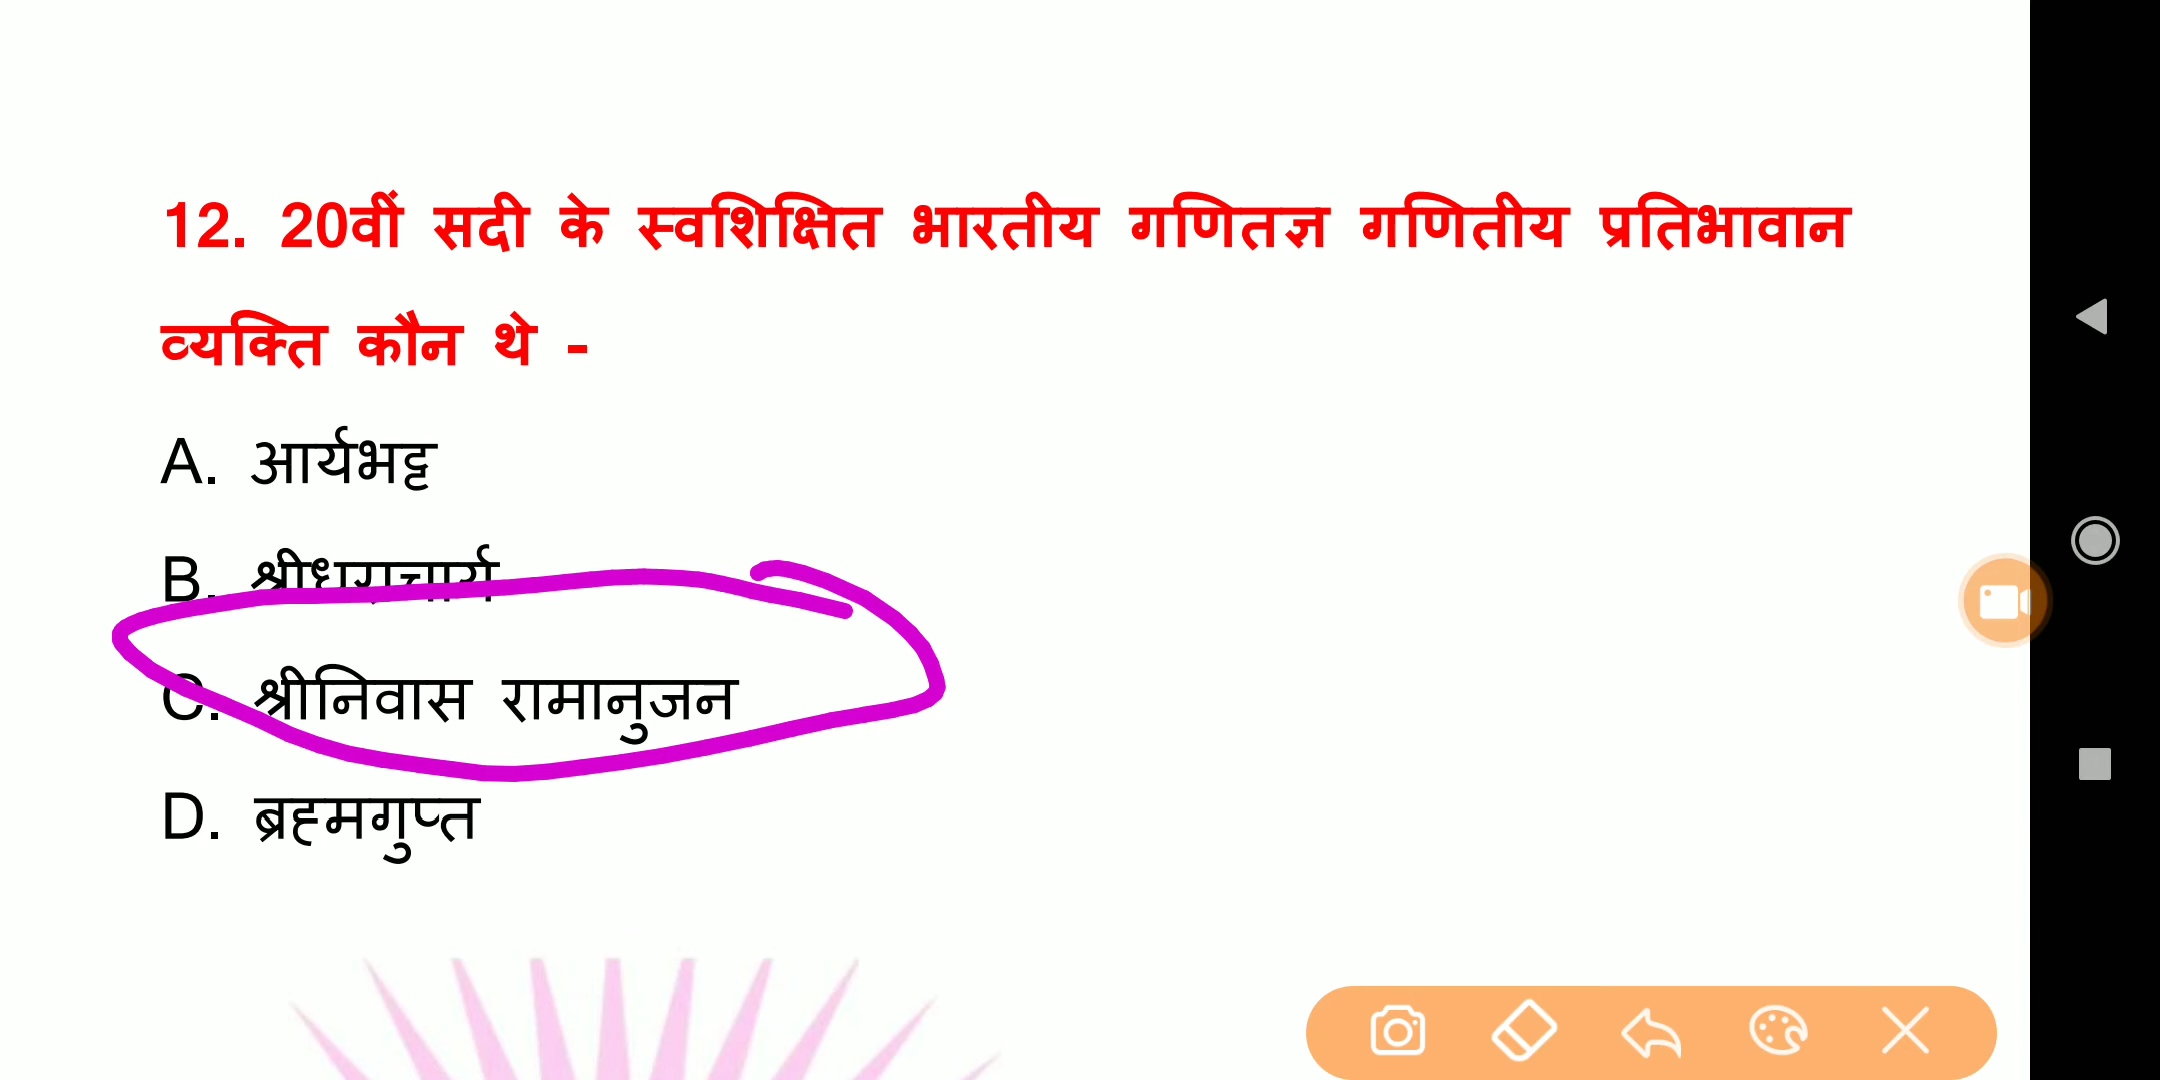 12. 20वीं सदी के स्वशिक्षित भारतीय गणितज्ञ गणितीय प्रतिभावान
व्यक्ति कौन थे -
A. आर्यभट्ट
B. श्रीधराचार्य
C. श्रीनिवास रामानुजन
D. ब्रह्मगुप्त